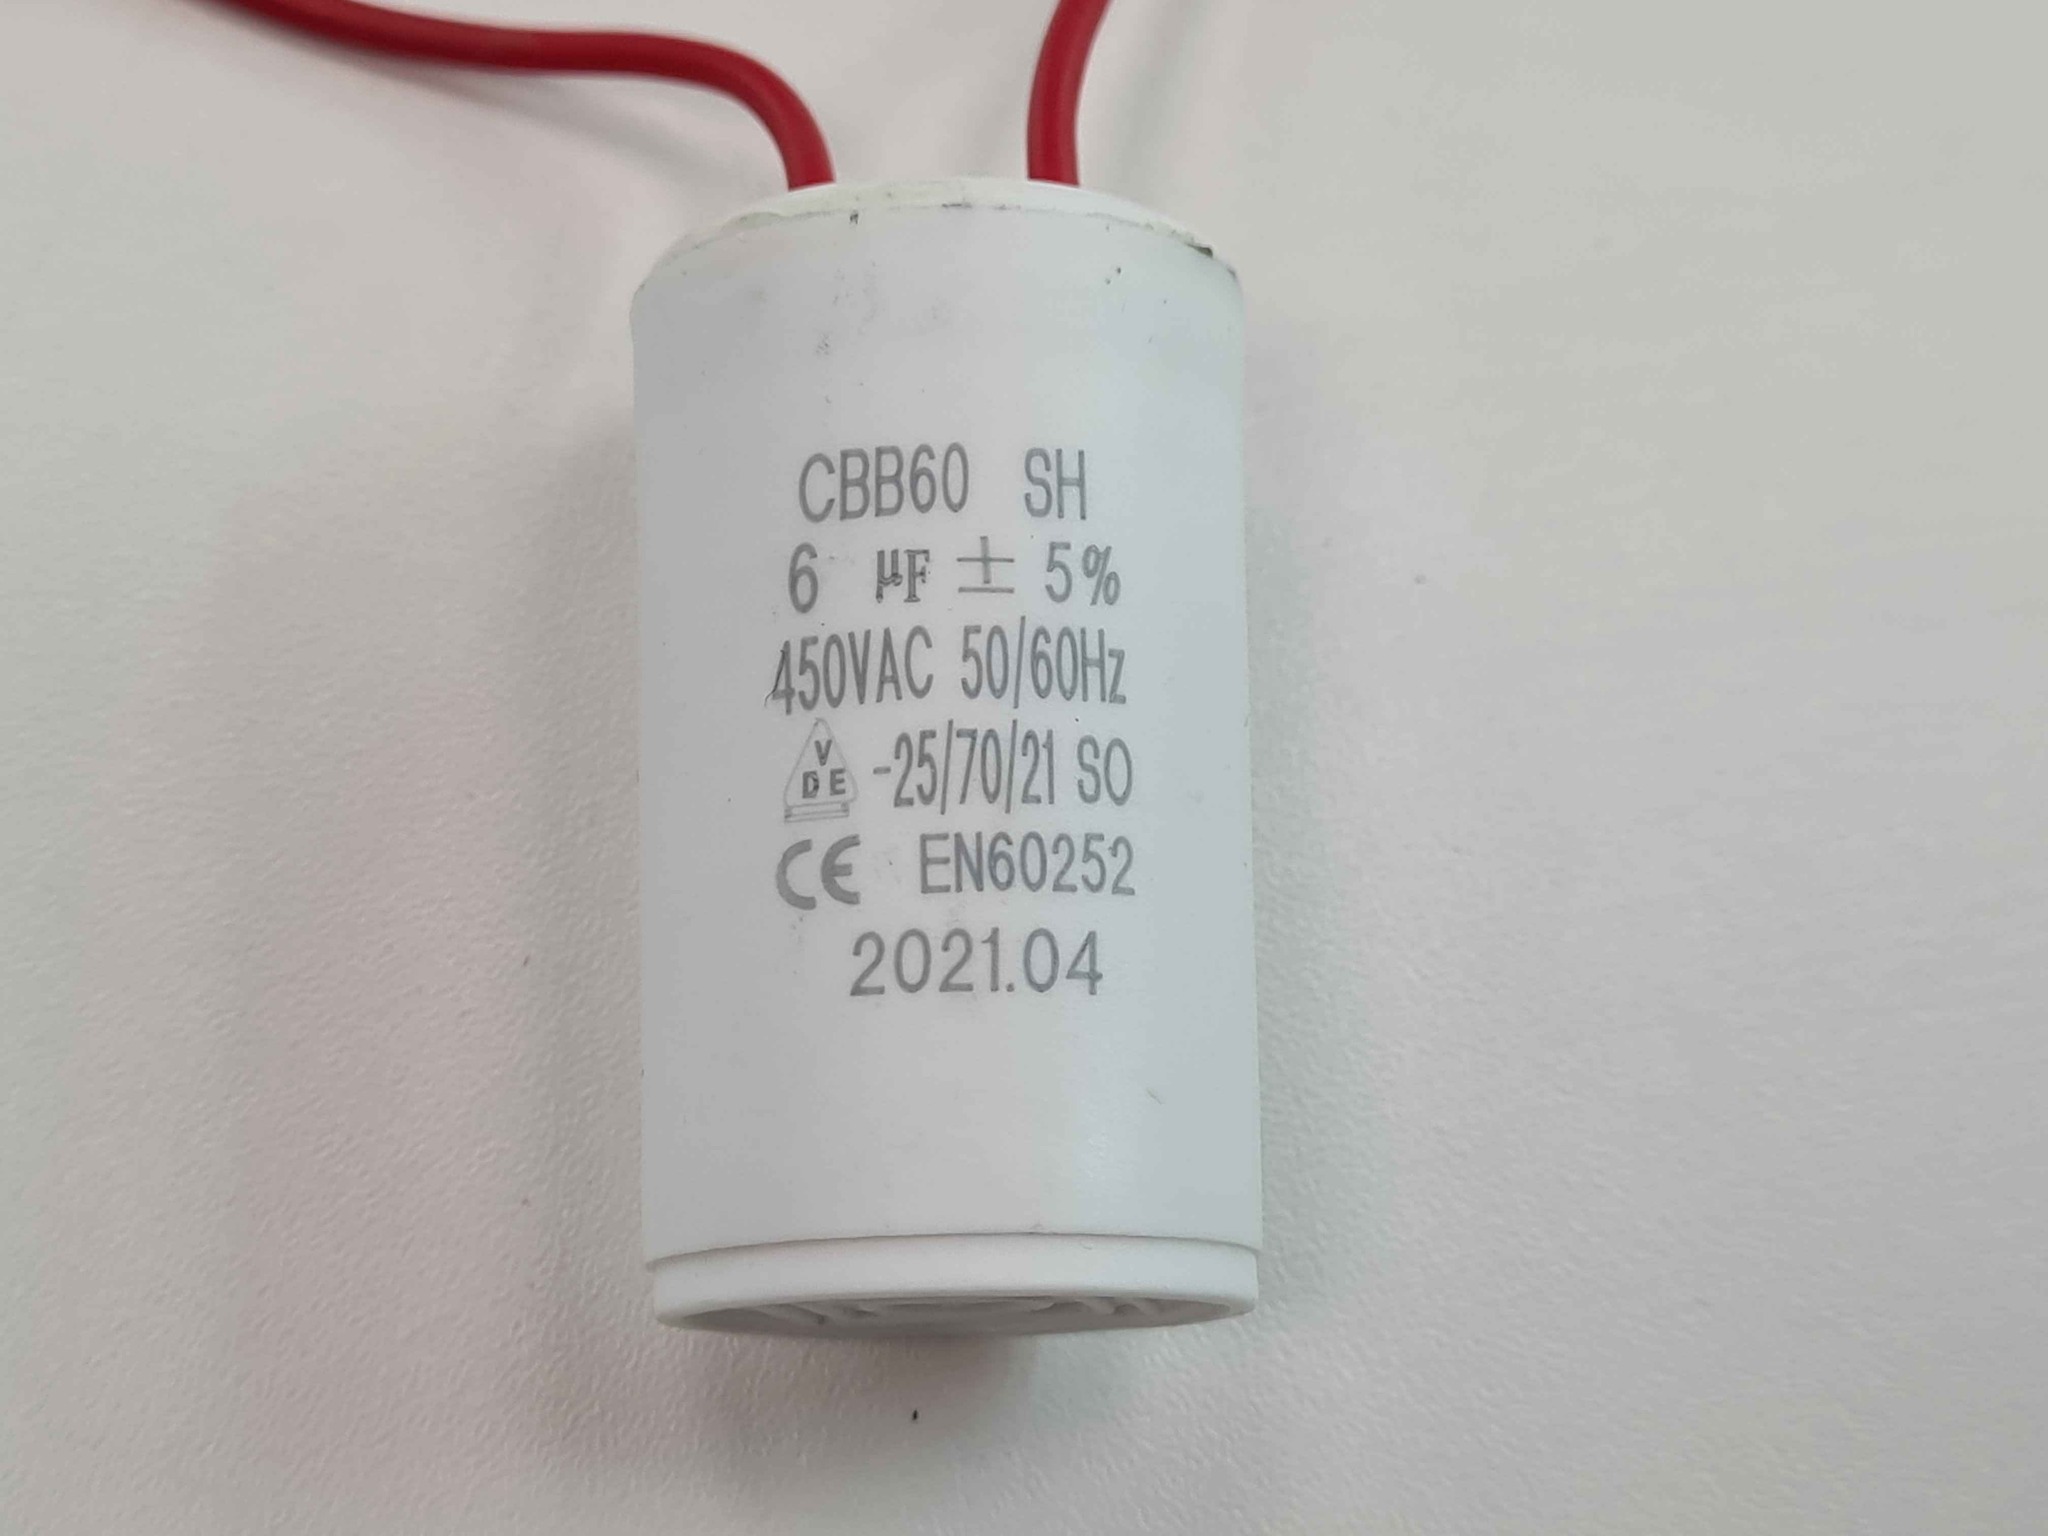 CBB60 SH
6 µF ± 5%
450VAC 50/60Hz
VDE -25/70/21 SO
CE EN60252
2021.04